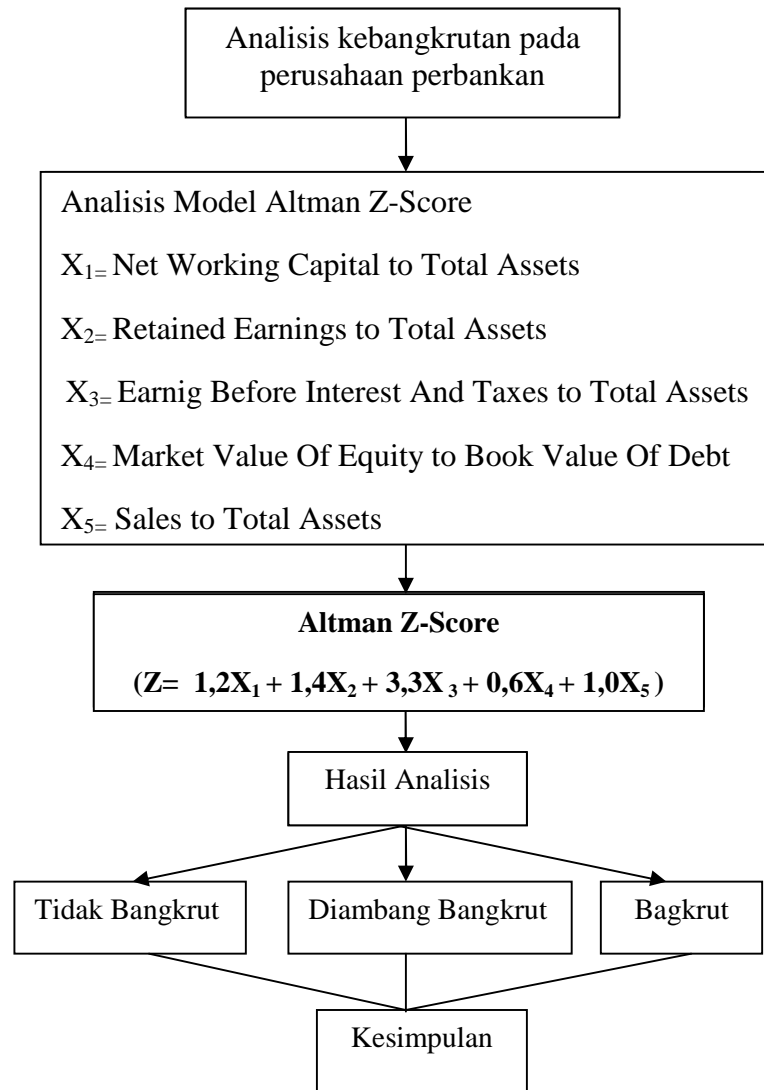 Analisis kebangkrutan pada
perusahaan perbankan
Analisis Model Altman Z-Score
X₁= Net Working Capital to Total Assets
X₂= Retained Earnings to Total Assets
X₃= Earnig Before Interest And Taxes to Total Assets
X₄= Market Value Of Equity to Book Value Of Debt
X₅= Sales to Total Assets
Altman Z-Score
(Z= 1,2X₁ + 1,4X₂ + 3,3X₃ + 0,6X₄ + 1,0X₅)
Hasil Analisis
Tidak Bangkrut
Diambang Bangkrut
Bagkrut
Kesimpulan